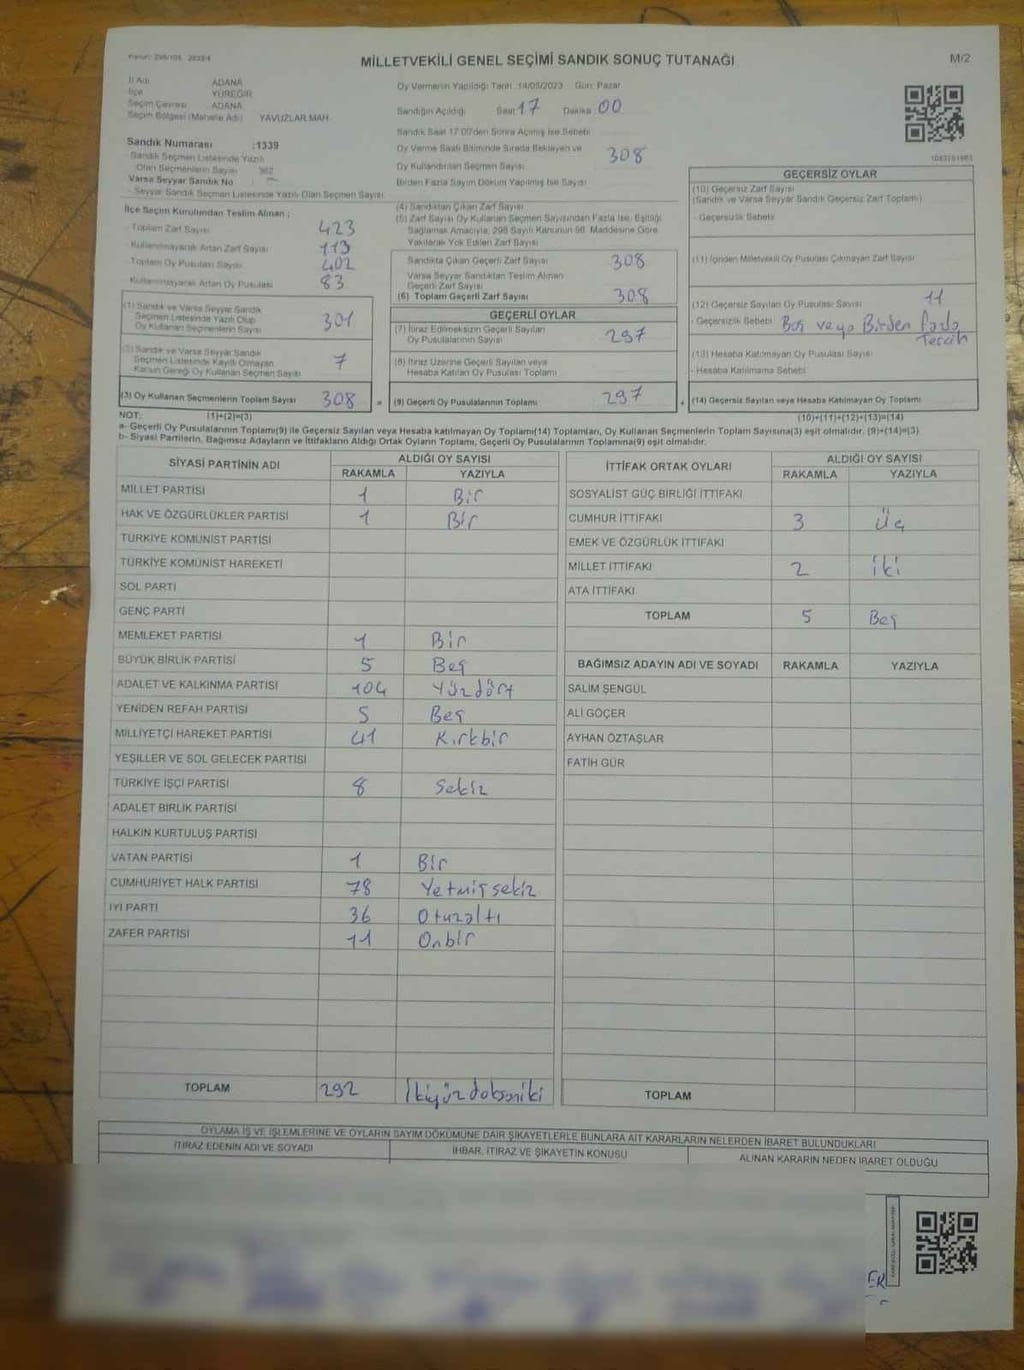 MİLLETVEKİLİ GENEL SEÇİMİ SANDIK SONUÇ TUTANAĞI
M/2
İl Adı ADANA
İlçe YÜREĞİR
Seçim Çevresi ADANA
Seçim Bölgesi (Mahalle Adı) YAVUZLAR MAH.
Sandık Numarası :1339
Sandık Seçmen Listesinde Yazılı
Olan Seçmenlerin Sayısı 362
Varsa Seyyar Sandık No
Seyyar Sandık Seçmen Listesinde Yazılı Olan Seçmen Sayısı
Oy Vermenin Yapıldığı Tarih :14/05/2023 Gün: Pazar
Sandığın Açıldığı Saat 17 Dakika 00
Sandık Saat 17:00'den Sonra Açılmış İse Sebebi
Oy Verme Saati Bitiminde Sırada Bekleyen ve
Oy Kullandırılan Seçmen Sayısı 308
Birden Fazla Sayım Döküm Yapılmış İse Sayısı
İlçe Seçim Kurulundan Teslim Alınan ;
- Toplam Zarf Sayısı 423
- Kullanılmayarak Artan Zarf Sayısı 113
- Toplam Oy Pusulası Sayısı 402
- Kullanılmayarak Artan Oy Pusulası 83
(1) Sandık ve Varsa Seyyar Sandık
Seçmen Listesinde Yazılı Olup
Oy Kullanan Seçmenlerin Sayısı 301
(2) Sandık ve Varsa Seyyar Sandık
Seçmen Listesinde Kayıtlı Olmayan
Kanun Gereği Oy Kullanan Seçmen Sayısı 7
(3) Oy Kullanan Seçmenlerin Toplam Sayısı 308 =
(4) Sandıktan Çıkan Zarf Sayısı
(5) Zarf Sayısı Oy Kullanan Seçmen Sayısından Fazla İse, Eşitliği
Sağlamak Amacıyla, 298 Sayılı Kanunun 98. Maddesine Göre
Yakılarak Yok Edilen Zarf Sayısı
Sandıkta Çıkan Geçerli Zarf Sayısı 308
Varsa Seyyar Sandıktan Teslim Alınan
Geçerli Zarf Sayısı
(6) Toplam Geçerli Zarf Sayısı 308
GEÇERLİ OYLAR
(7) İtiraz Edilmeksizin Geçerli Sayılan
Oy Pusulalarının Sayısı 297
(8) İtiraz Üzerine Geçerli Sayılan veya
Hesaba Katılan Oy Pusulası Toplamı
(9) Geçerli Oy Pusulalarının Toplamı 297 +
GEÇERSİZ OYLAR
(10) Geçersiz Zarf Sayısı
(Sandık ve Varsa Seyyar Sandık Geçersiz Zarf Toplamı)
- Geçersizlik Sebebi
(11) İçinden Milletvekili Oy Pusulası Çıkmayan Zarf Sayısı
(12) Geçersiz Sayılan Oy Pusulası Sayısı 11
- Geçersizlik Sebebi Boş veya Birden fazla
Tercih
(13) Hesaba Katılmayan Oy Pusulası Sayısı
- Hesaba Katılmama Sebebi
(14) Geçersiz Sayılan veya Hesaba Katılmayan Oy Toplamı
NOT: (1)+(2)=(3) (10)+(11)+(12)+(13)=(14)
a- Geçerli Oy Pusulaları Toplamı(9) ile Geçersiz Sayılan veya Hesaba katılmayan Oy Toplamı(14) Toplamları, Oy Kullanan Seçmenlerin Toplam Sayısına(3) eşit olmalıdır. (9)+(14)=(3)
b- Siyasi Partilerin, Bağımsız Adayların ve İttifakların Aldığı Ortak Oyların Toplamı, Geçerli Oy Pusulalarının Toplamına(9) eşit olmalıdır.
SİYASİ PARTİNİN ADI ALDIĞI OY SAYISI
RAKAMLA YAZIYLA
MİLLET PARTİSİ 1 Bir
HAK VE ÖZGÜRLÜKLER PARTİSİ 1 Bir
TÜRKİYE KOMÜNİST PARTİSİ
TÜRKİYE KOMÜNİST HAREKETİ
SOL PARTİ
GENÇ PARTİ
MEMLEKET PARTİSİ 1 Bir
BÜYÜK BİRLİK PARTİSİ 5 Beş
ADALET VE KALKINMA PARTİSİ 104 Yüzdört
YENİDEN REFAH PARTİSİ 5 Beş
MİLLİYETÇİ HAREKET PARTİSİ 41 Kırkbir
YEŞİLLER VE SOL GELECEK PARTİSİ
TÜRKİYE İŞÇİ PARTİSİ 8 Sekiz
ADALET BİRLİK PARTİSİ
HALKIN KURTULUŞ PARTİSİ
VATAN PARTİSİ 1 Bir
CUMHURİYET HALK PARTİSİ 78 Yetmişsekiz
İYİ PARTİ 36 Otuzaltı
ZAFER PARTİSİ 11 Onbir
TOPLAM 292 İkiyüzdoksaniki
İTTİFAK ORTAK OYLARI ALDIĞI OY SAYISI
RAKAMLA YAZIYLA
SOSYALİST GÜÇ BİRLİĞİ İTTİFAKI
CUMHUR İTTİFAKI 3 Üç
EMEK VE ÖZGÜRLÜK İTTİFAKI
MİLLET İTTİFAKI 2 İki
ATA İTTİFAKI
TOPLAM 5 Beş
BAĞIMSIZ ADAYIN ADI VE SOYADI RAKAMLA YAZIYLA
SALİM ŞENGÜL
ALİ GÖÇER
AYHAN ÖZTAŞLAR
FATİH GÜR
TOPLAM
OYLAMA İŞ VE İŞLEMLERİNE VE OYLARIN SAYIM DÖKÜMÜNE DAİR ŞİKAYETLERLE BUNLARA AİT KARARLARIN NELERDEN İBARET BULUNDUKLARI
İTİRAZ EDENİN ADI VE SOYADI İHBAR, İTİRAZ VE ŞİKAYETİN KONUSU ALINAN KARARIN NEDEN İBARET OLDUĞU